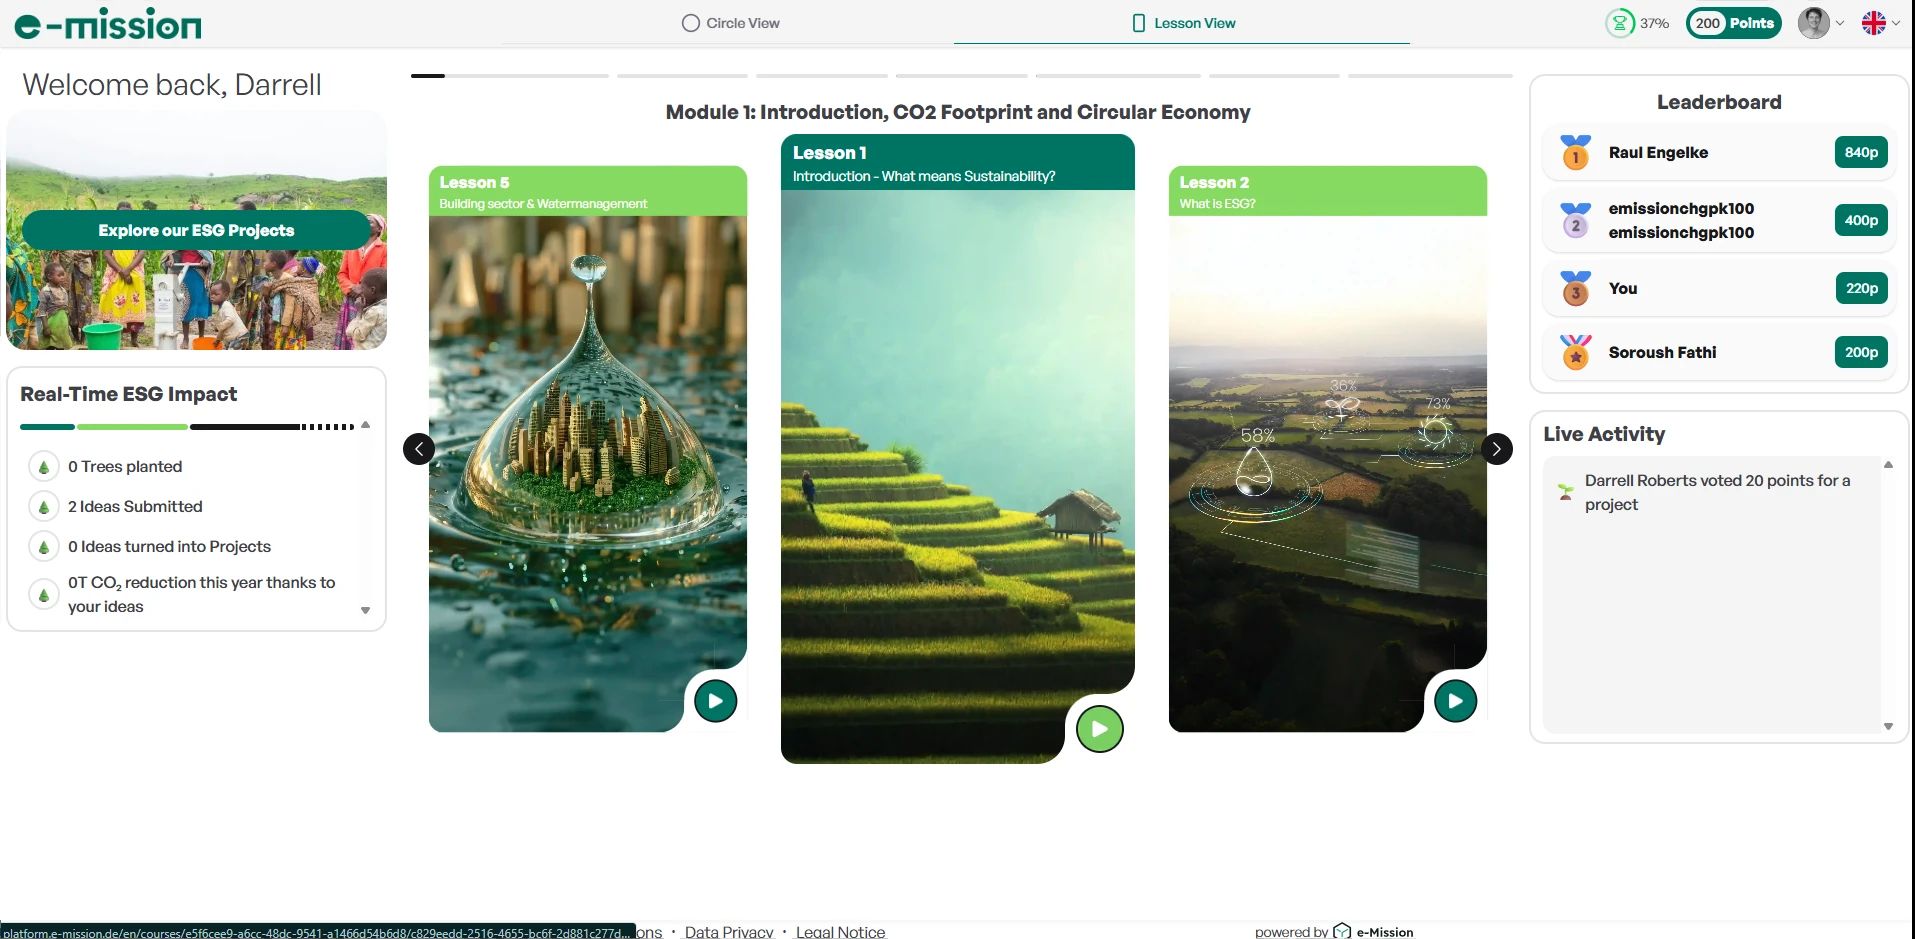 e-mission
Circle View
Lesson View
37%
200 Points
Welcome back, Darrell
Explore our ESG Projects
Real-Time ESG Impact
0 Trees planted
2 Ideas Submitted
0 Ideas turned into Projects
0T CO₂ reduction this year thanks to
your ideas
Module 1: Introduction, CO2 Footprint and Circular Economy
Lesson 5
Building sector & Watermanagement
Lesson 1
Introduction - What means Sustainability?
Lesson 2
What is ESG?
36%
73%
58%
Leaderboard
1 Raul Engelke 840p
2 emissionchgpk100
emissionchgpk100 400p
3 You 220p
Soroush Fathi 200p
Live Activity
Darrell Roberts voted 20 points for a
project
platform.e-mission.de/en/courses/e5f6cee9-a6cc-48dc-9541-a1466d54b6d8/c829eedd-2516-4655-bc6f-2d881c277d...
ons · Data Privacy · Legal Notice
powered by e-Mission